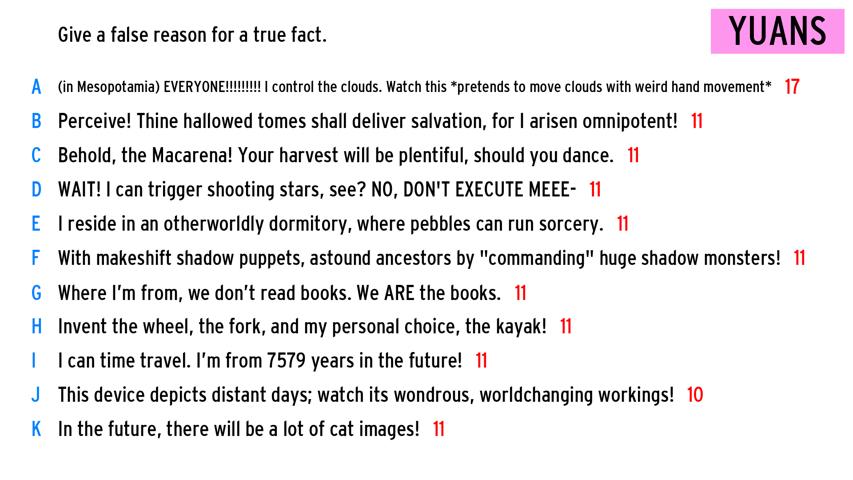 Give a false reason for a true fact.
YUANS
A (in Mesopotamia) EVERYONE!!!!!!!!! I control the clouds. Watch this *pretends to move clouds with weird hand movement* 17
B Perceive! Thine hallowed tomes shall deliver salvation, for I arisen omnipotent! 11
C Behold, the Macarena! Your harvest will be plentiful, should you dance. 11
D WAIT! I can trigger shooting stars, see? NO, DON'T EXECUTE MEEE- 11
E I reside in an otherworldly dormitory, where pebbles can run sorcery. 11
F With makeshift shadow puppets, astound ancestors by "commanding" huge shadow monsters! 11
G Where I'm from, we don't read books. We ARE the books. 11
H Invent the wheel, the fork, and my personal choice, the kayak! 11
I I can time travel. I'm from 7579 years in the future! 11
J This device depicts distant days; watch its wondrous, worldchanging workings! 10
K In the future, there will be a lot of cat images! 11